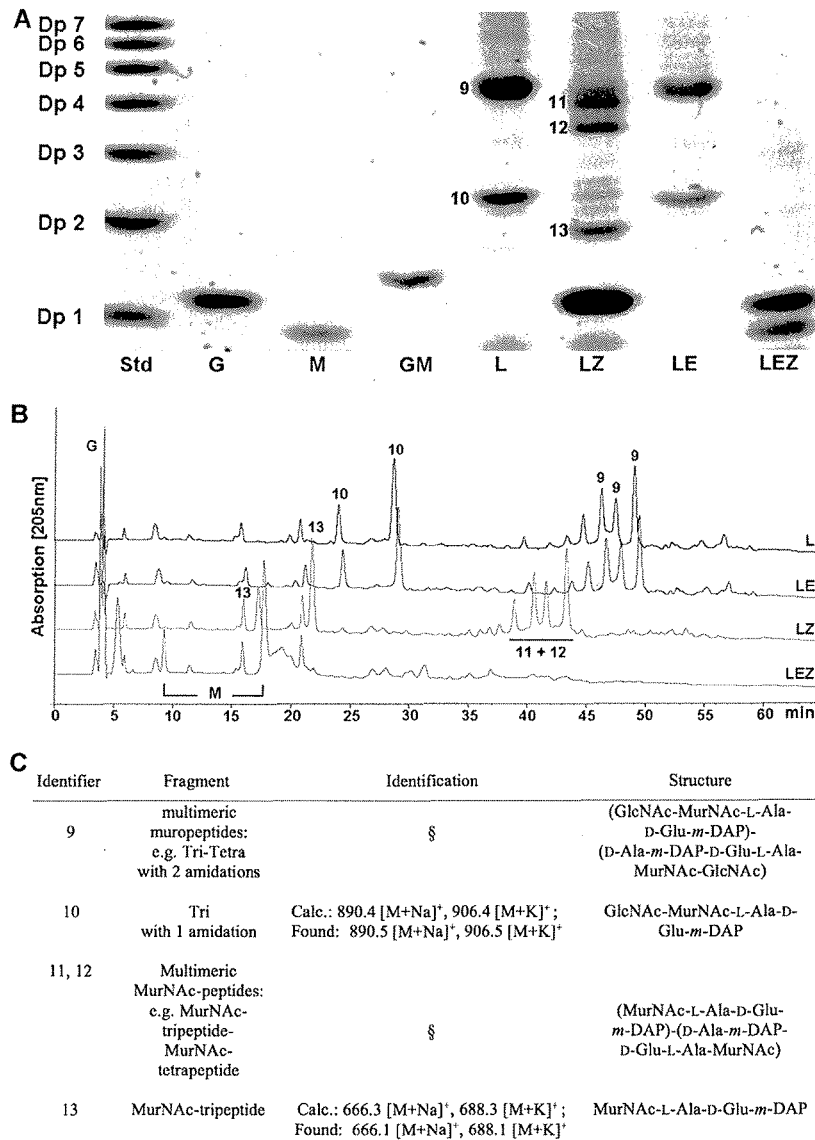 A
Dp 7
Dp 6
Dp 5
Dp 4
Dp 3
Dp 2
Dp 1
9
10
11
12
13
Std G M GM L LZ LE LEZ
B
Absorption [205nm]
G
10
10
9
9
9
L
13
LE
13
LZ
11 + 12
LEZ
M
0 5 10 15 20 25 30 35 40 45 50 55 60 min
C
Identifier Fragment Identification Structure
9 multimeric muropeptides: e.g. Tri-Tetra with 2 amidations § (GlcNAc-MurNAc-L-Ala-D-Glu-m-DAP)-(D-Ala-m-DAP-D-Glu-L-Ala-MurNAc-GlcNAc)
10 Tri with 1 amidation Calc.: 890.4 [M+Na]⁺, 906.4 [M+K]⁺; Found: 890.5 [M+Na]⁺, 906.5 [M+K]⁺ GlcNAc-MurNAc-L-Ala-D-Glu-m-DAP
11, 12 Multimeric MurNAc-peptides: e.g. MurNAc-tripeptide-MurNAc-tetrapeptide § (MurNAc-L-Ala-D-Glu-m-DAP)-(D-Ala-m-DAP-D-Glu-L-Ala-MurNAc)
13 MurNAc-tripeptide Calc.: 666.3 [M+Na]⁺, 688.3 [M+K]⁺; Found: 666.1 [M+Na]⁺, 688.1 [M+K]⁺ MurNAc-L-Ala-D-Glu-m-DAP